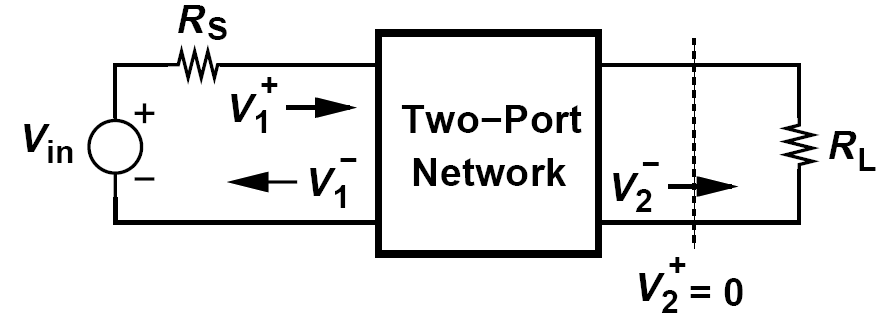 R_S
V_1^+
V_in
+
−
V_1^-
Two−Port
Network
V_2^-
R_L
V_2^+ = 0